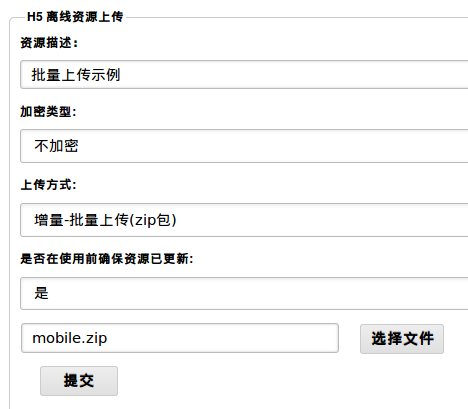 H5 离线资源上传
资源描述：
批量上传示例
加密类型:
不加密
上传方式:
增量-批量上传(zip包)
是否在使用前确保资源已更新:
是
mobile.zip 选择文件
提交